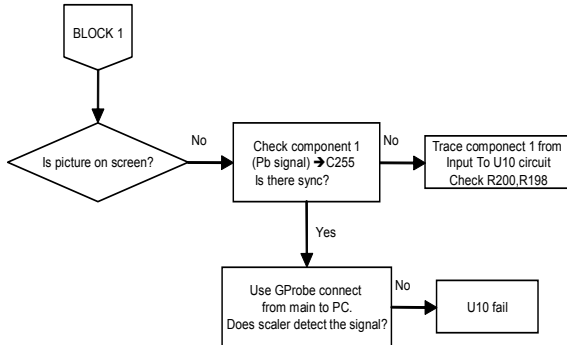 BLOCK 1
Is picture on screen?
No
Check component 1
(Pb signal) ➔C255
Is there sync?
No
Trace componect 1 from
Input To U10 circuit
Check R200,R198
Yes
Use GProbe connect
from main to PC.
Does scaler detect the signal?
No
U10 fail